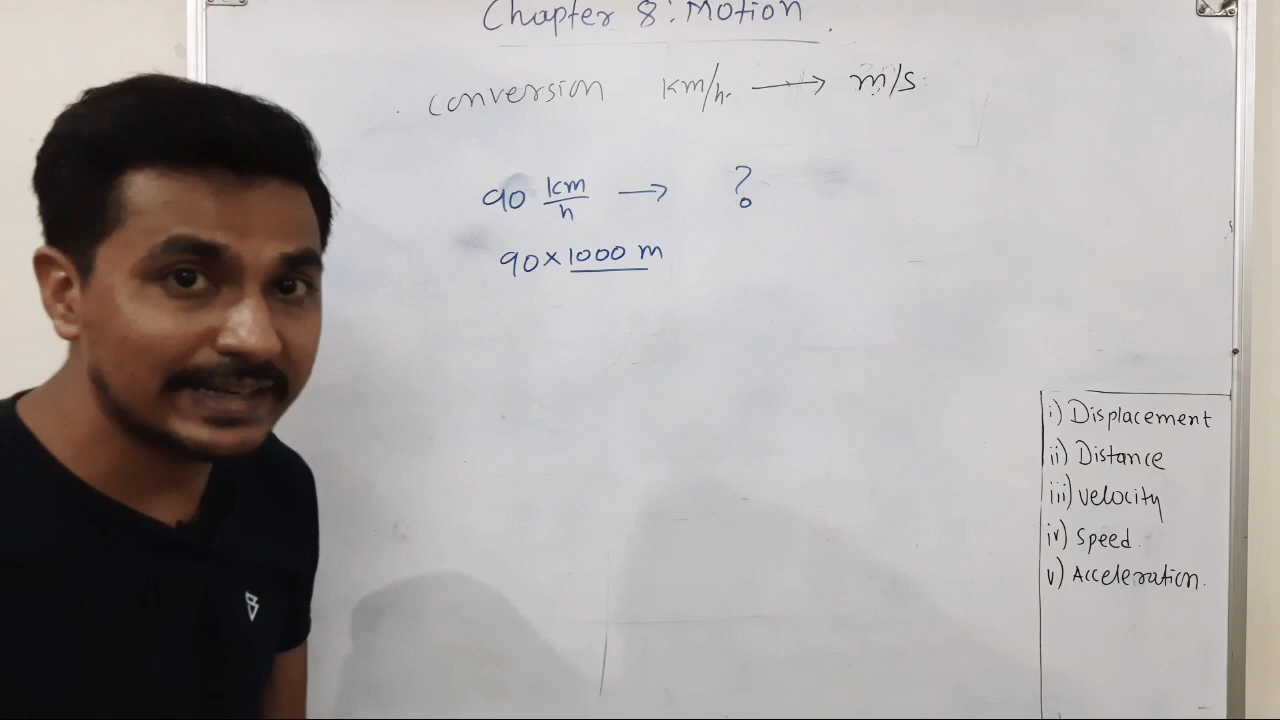 Chapter 8: Motion
conversion km/h. → m/s
90 km/h → ?
90×1000 m
i) Displacement
ii) Distance
iii) velocity
iv) Speed.
v) Acceleration.